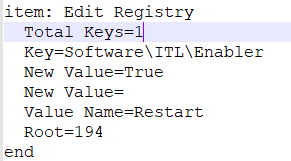 item: Edit Registry
  Total Keys=1
  Key=Software\ITL\Enabler
  New Value=True
  New Value=
  Value Name=Restart
  Root=194
end